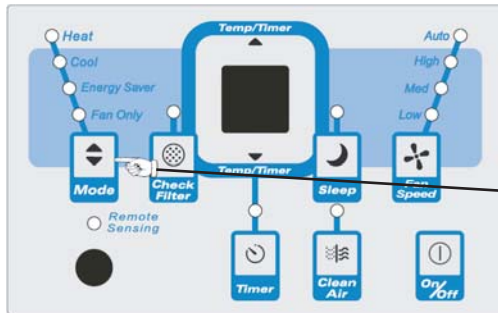 Temp/Timer
Heat
Auto
Cool
High
Energy Saver
Med
Fan Only
Low
Temp/Timer
Mode
Check
Filter
Sleep
Fan
Speed
Remote
Sensing
Timer
Clean
Air
On/Off